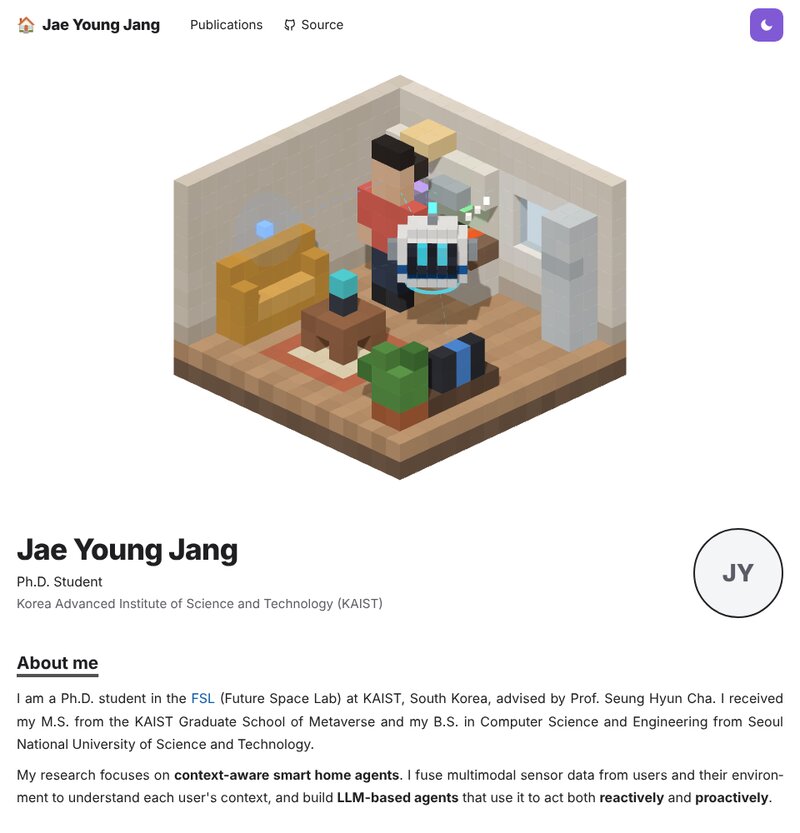 Jae Young Jang Publications Source
Jae Young Jang
Ph.D. Student
Korea Advanced Institute of Science and Technology (KAIST)
JY
About me
I am a Ph.D. student in the FSL (Future Space Lab) at KAIST, South Korea, advised by Prof. Seung Hyun Cha. I received
my M.S. from the KAIST Graduate School of Metaverse and my B.S. in Computer Science and Engineering from Seoul
National University of Science and Technology.
My research focuses on context-aware smart home agents. I fuse multimodal sensor data from users and their environ-
ment to understand each user's context, and build LLM-based agents that use it to act both reactively and proactively.